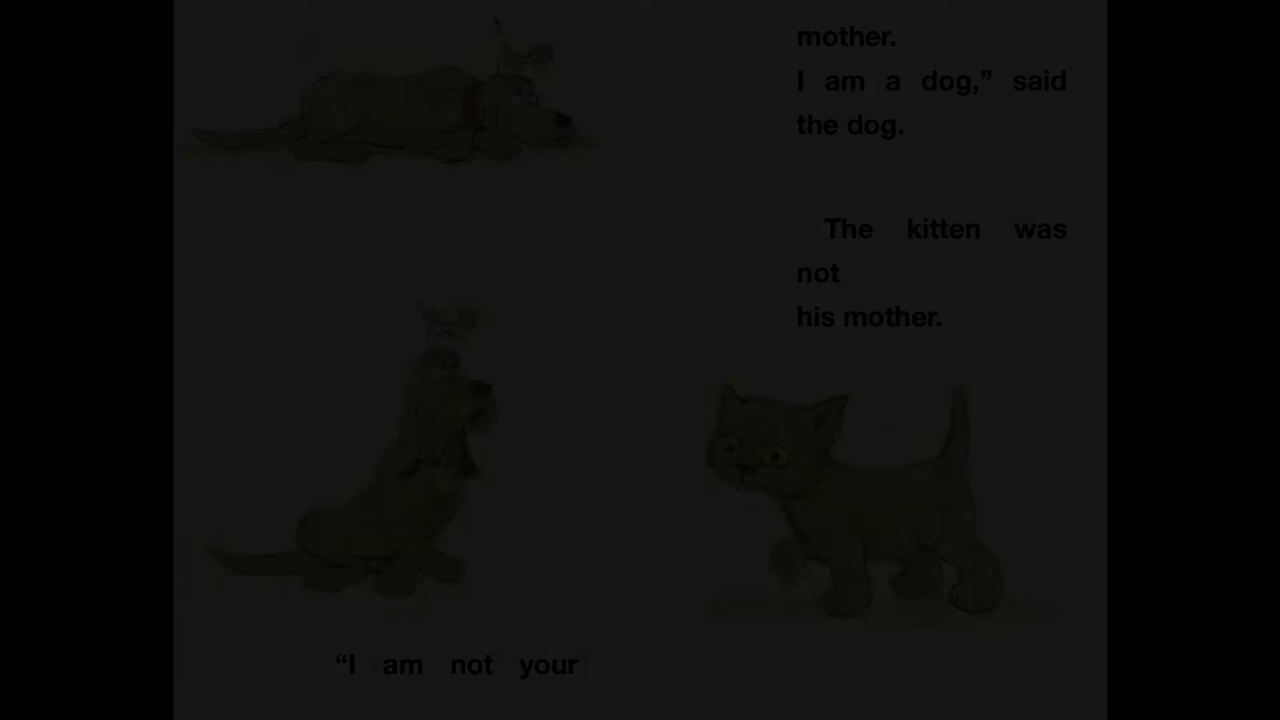 mother.
I am a dog,” said
the dog.
The kitten was
not
his mother.
“I am not your